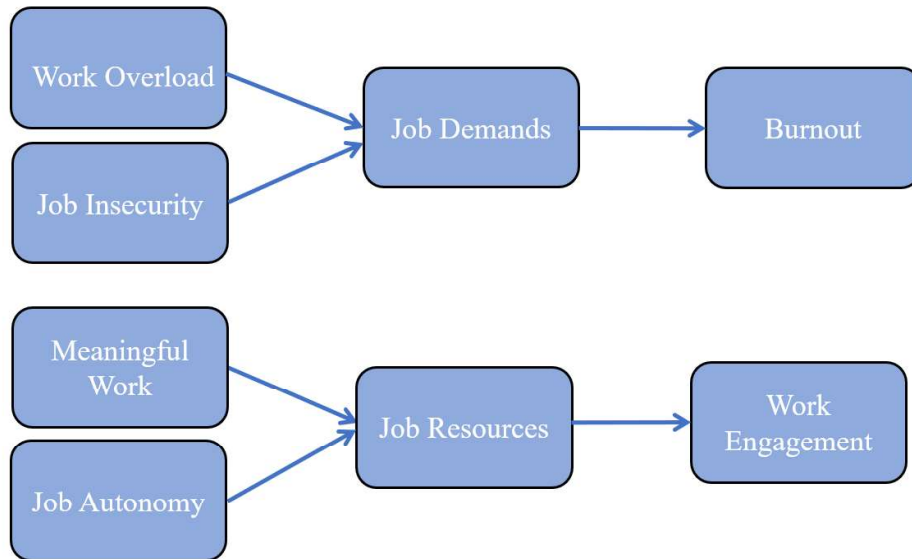 Work Overload
Job Demands
Burnout
Job Insecurity
Meaningful
Work
Job Resources
Work
Engagement
Job Autonomy